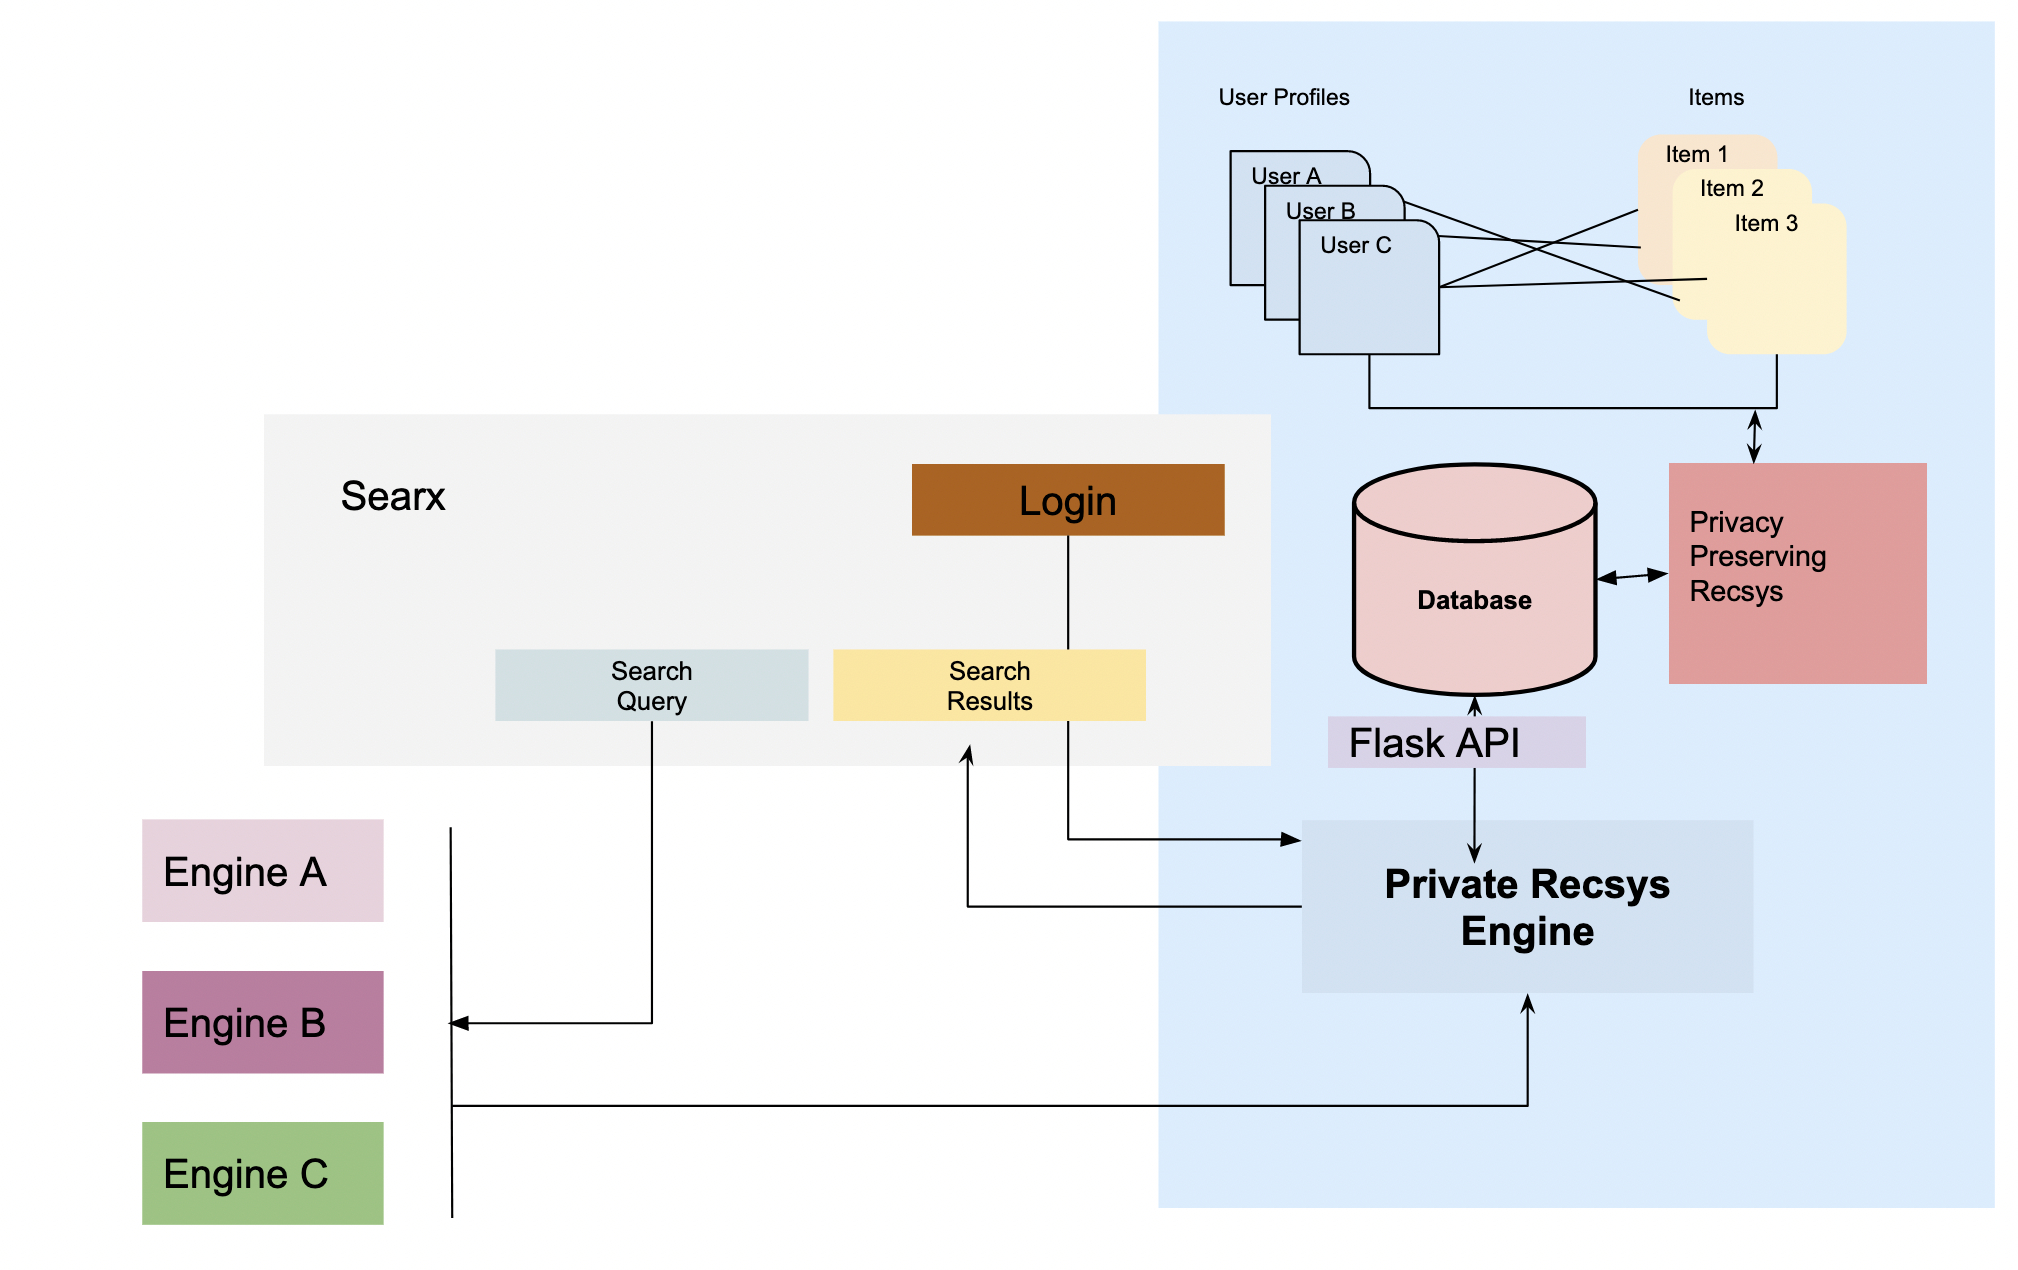 User Profiles
Items
User A
User B
User C
Item 1
Item 2
Item 3
Searx
Login
Search
Query
Search
Results
Database
Privacy
Preserving
Recsys
Flask API
Private Recsys
Engine
Engine A
Engine B
Engine C